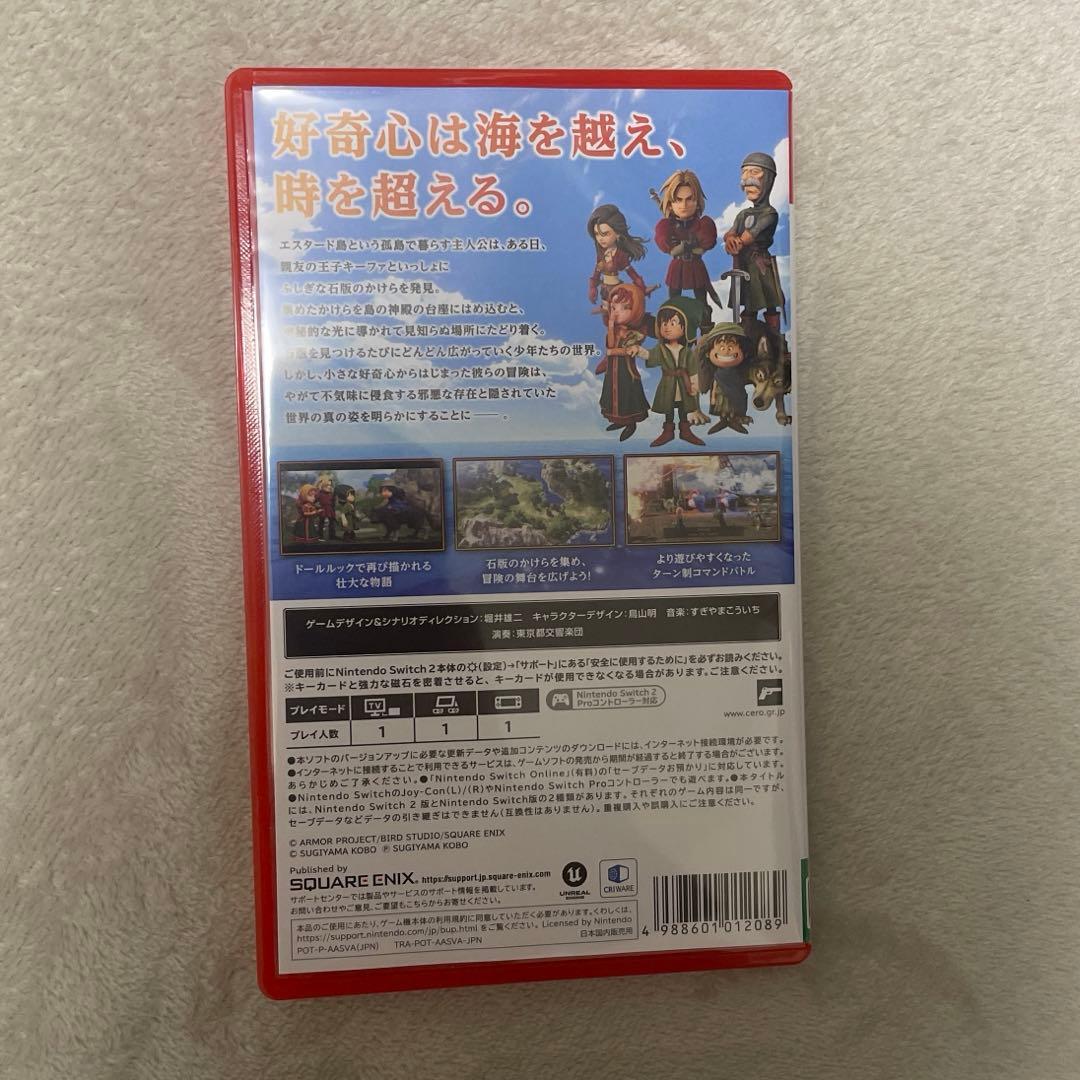 好奇心は海を越え、
時を超える。
エスタード島という孤島で暮らす主人公は、ある日、
親友の王子キーファといっしょに
ふしぎな石版のかけらを発見。
集めたかけらを島の神殿の台座にはめ込むと、
神秘的な光に導かれて見知らぬ場所にたどり着く。
石版を見つけるたびにどんどん広がっていく少年たちの世界。
しかし、小さな好奇心からはじまった彼らの冒険は、
やがて不気味に侵食する邪悪な存在と隠されていた
世界の真の姿を明らかにすることに――。
ドールルックで再び描かれる
壮大な物語
石版のかけらを集め、
冒険の舞台を広げよう!
より遊びやすくなった
ターン制コマンドバトル
ゲームデザイン&シナリオディレクション:堀井雄二 キャラクターデザイン:鳥山明 音楽:すぎやまこういち
演奏:東京都交響楽団
ご使用前にNintendo Switch 2本体の(設定)→「サポート」にある「安全に使用するために」を必ずお読みください。
※キーカードと強力な磁石を密着させると、キーカードが使用できなくなる場合があります。ご注意ください。
プレイモード TV
プレイ人数 1 1 1
Nintendo Switch 2
Proコントローラー対応
www.cero.gr.jp
●本ソフトのバージョンアップに必要な更新データや追加コンテンツのダウンロードには、インターネット接続環境が必要です。
●インターネットに接続することで利用できるサービスは、ゲームソフトの発売から期間が経過すると終了する場合がございます。
あらかじめご了承ください。●「Nintendo Switch Online」(有料)の「セーブデータお預かり」に対応しています。
●Nintendo SwitchのJoy-Con(L)/(R)やNintendo Switch Proコントローラーでも遊べます。●本タイトル
には、Nintendo Switch 2 版とNintendo Switch版の2種類があります。それぞれのゲーム内容は同一ですが、
セーブデータなどデータの引き継ぎはできません(互換性はありません)。重複購入や誤購入にご注意ください。
© ARMOR PROJECT/BIRD STUDIO/SQUARE ENIX
© SUGIYAMA KOBO ℗ SUGIYAMA KOBO
Published by
SQUARE ENIX. https://support.jp.square-enix.com
サポートセンターでは製品やサービスのサポート情報を掲載しています。
お問い合わせやご意見、ご要望もこちらからお寄せください。
UNREAL
ENGINE
CRIWARE
本品のご使用にあたり、ゲーム機本体の利用規約に同意していただく必要があります。くわしくは、
https://support.nintendo.com/jp/bup.html をご覧ください。 Licensed by Nintendo
日本国内販売用
POT-P-AASVA(JPN) TRA-POT-AASVA-JPN
4 988601 012089